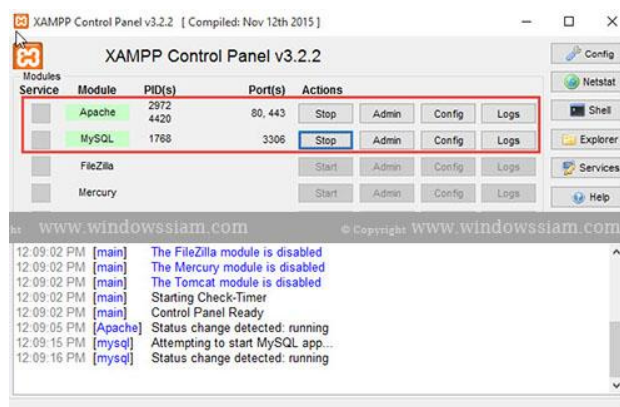 XAMPP Control Panel v3.2.2 [ Compiled: Nov 12th 2015 ]
XAMPP Control Panel v3.2.2
Config
Modules
Service Module PID(s) Port(s) Actions
Netstat
Apache 2972 4420 80, 443 Stop Admin Config Logs
Shell
MySQL 1768 3306 Stop Admin Config Logs
Explorer
FileZilla Start Admin Config Logs
Services
Mercury Start Admin Config Logs
Help
ht www.windowssiam.com © Copyright www.windowssiam.com
12:09:02 PM [main] The FileZilla module is disabled
12:09:02 PM [main] The Mercury module is disabled
12:09:02 PM [main] The Tomcat module is disabled
12:09:02 PM [main] Starting Check-Timer
12:09:02 PM [main] Control Panel Ready
12:09:05 PM [Apache] Status change detected: running
12:09:15 PM [mysql] Attempting to start MySQL app...
12:09:16 PM [mysql] Status change detected: running